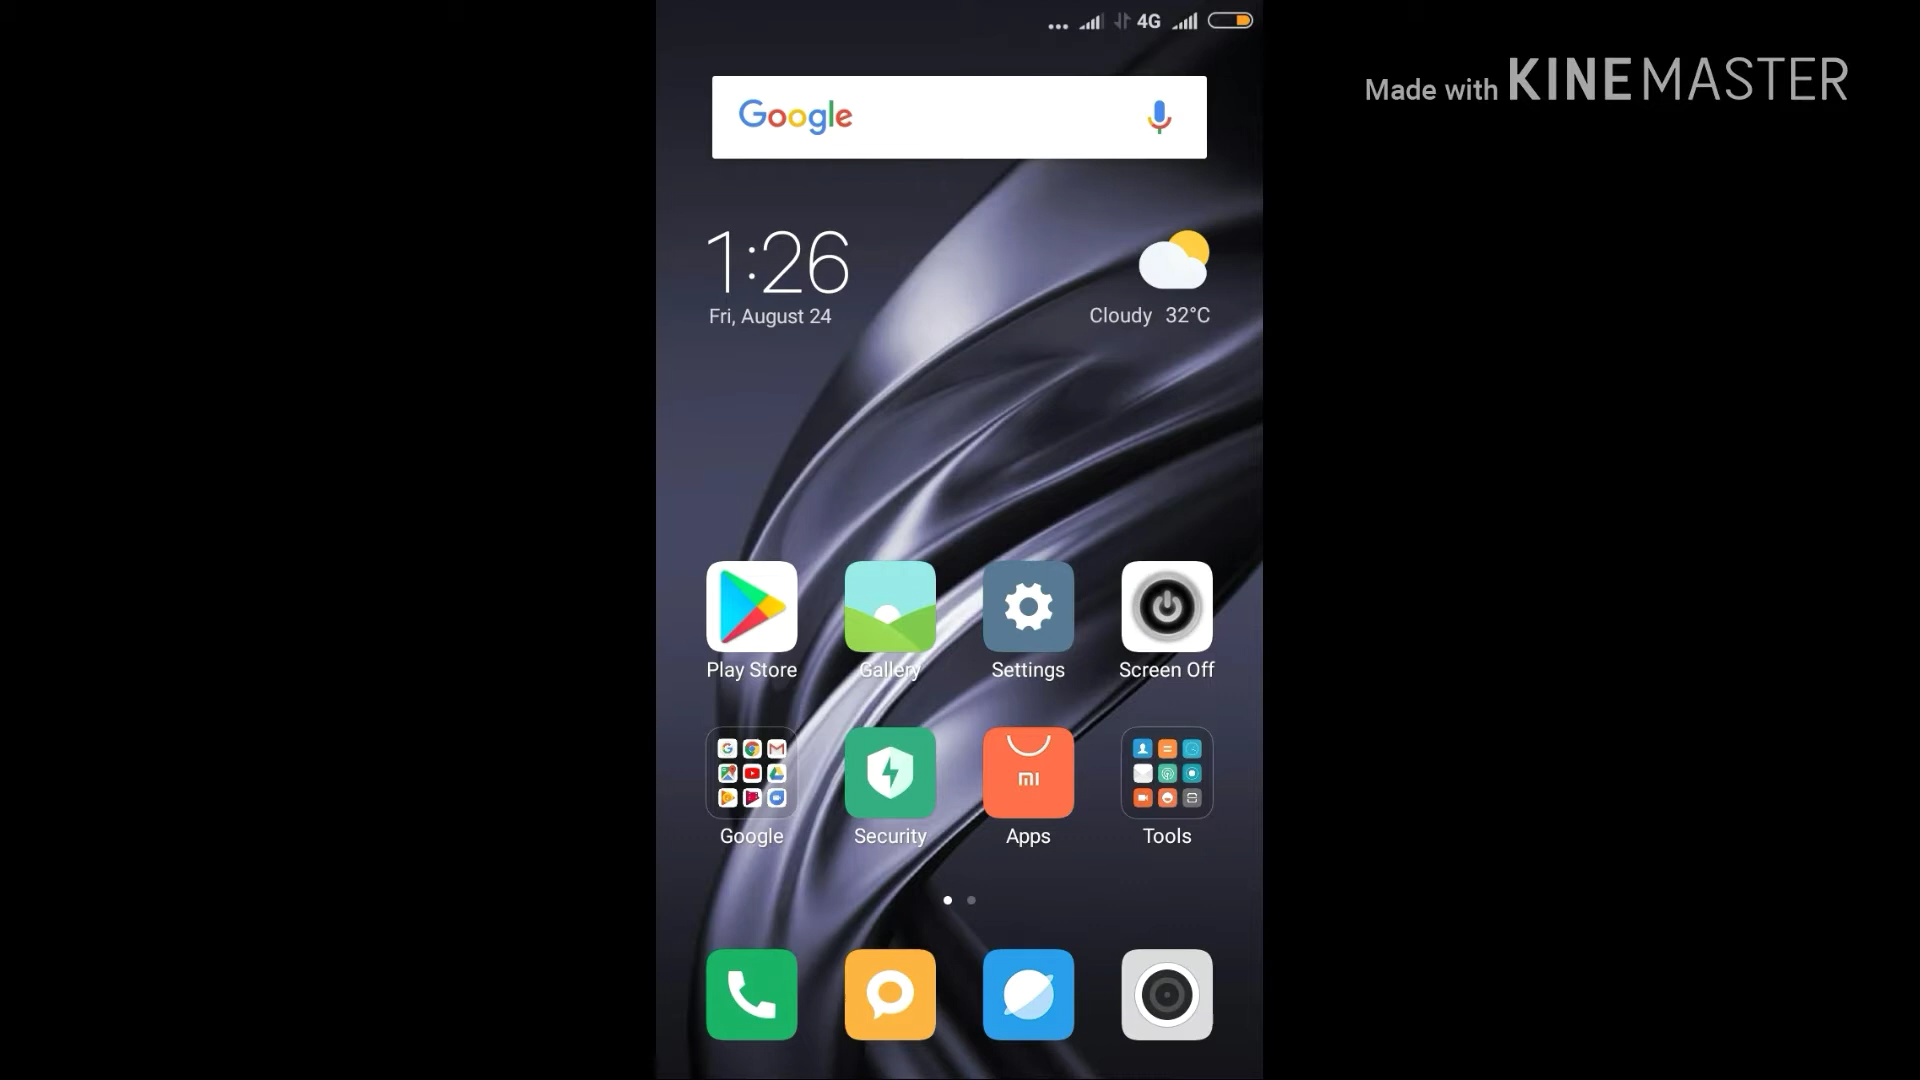 4G
Made with KINEMASTER
Google
1:26
Fri, August 24
Cloudy 32°C
Play Store
Gallery
Settings
Screen Off
mi
Google
Security
Apps
Tools